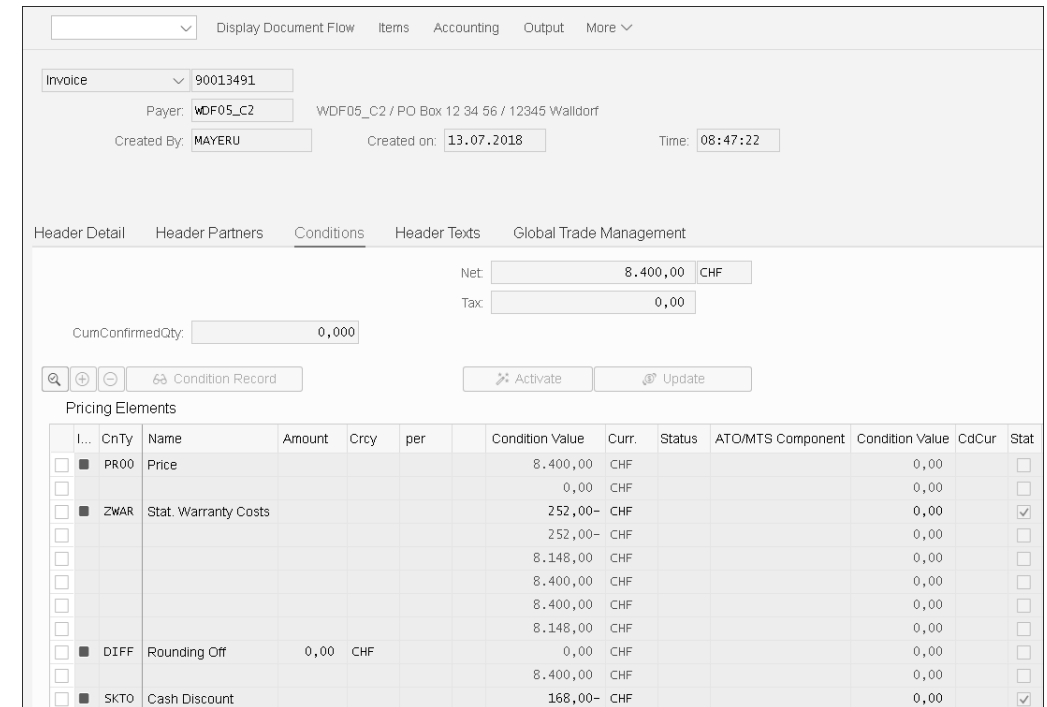 Display Document Flow Items Accounting Output More
Invoice 90013491
Payer: WDF05_C2 WDF05_C2 / PO Box 12 34 56 / 12345 Walldorf
Created By: MAYERU Created on: 13.07.2018 Time: 08:47:22
Header Detail Header Partners Conditions Header Texts Global Trade Management
Net: 8.400,00 CHF
Tax: 0,00
CumConfirmedQty: 0,000
Condition Record Activate Update
Pricing Elements
I... CnTy Name Amount Crcy per Condition Value Curr. Status ATO/MTS Component Condition Value CdCur Stat
PR00 Price 8.400,00 CHF 0,00
0,00 CHF 0,00
ZWAR Stat. Warranty Costs 252,00- CHF 0,00
252,00- CHF 0,00
8.148,00 CHF 0,00
8.400,00 CHF 0,00
8.400,00 CHF 0,00
8.148,00 CHF 0,00
DIFF Rounding Off 0,00 CHF 0,00 CHF 0,00
8.400,00 CHF 0,00
SKTO Cash Discount 168,00- CHF 0,00